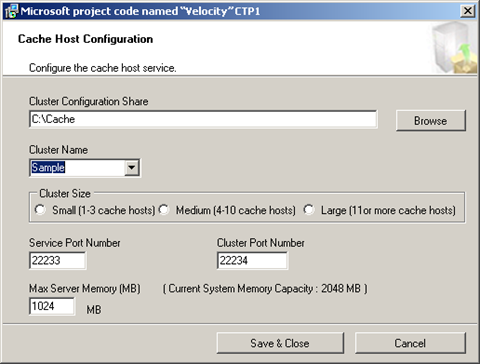 Microsoft project code named "Velocity" CTP1
Cache Host Configuration
Configure the cache host service.
Cluster Configuration Share
C:\Cache
Browse
Cluster Name
Sample
Cluster Size
Small (1-3 cache hosts) Medium (4-10 cache hosts) Large (11or more cache hosts)
Service Port Number Cluster Port Number
22233 22234
Max Server Memory (MB) ( Current System Memory Capacity : 2048 MB )
1024 MB
Save & Close Cancel